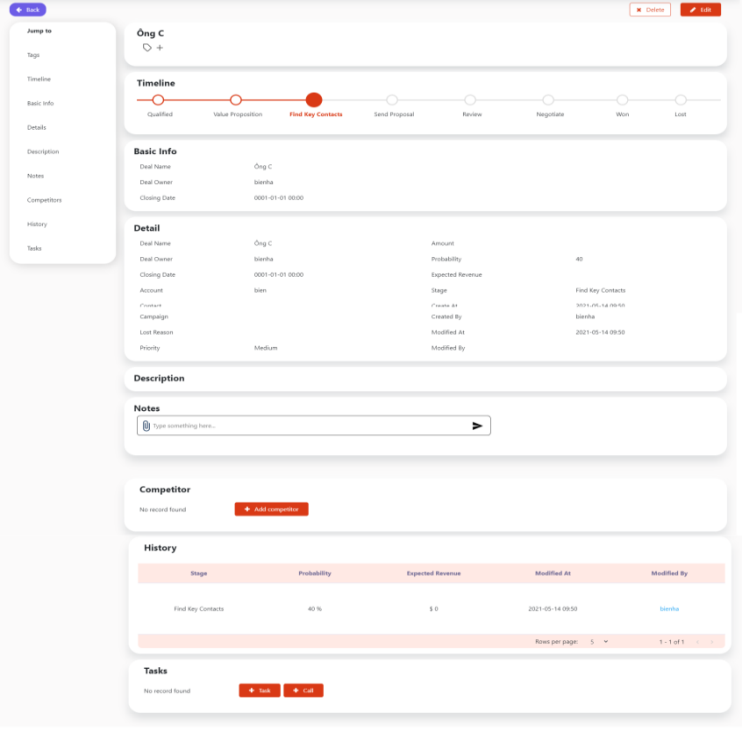 Back
Delete
Edit
Jump to
Tags
Timeline
Basic Info
Details
Description
Notes
Competitors
History
Tasks
Ông C
Timeline
Qualified Value Proposition Find Key Contacts Send Proposal Review Negotiate Won Lost
Basic Info
Deal Name Ông C
Deal Owner bienha
Closing Date 0001-01-01 00:00
Detail
Deal Name Ông C Amount
Deal Owner bienha Probability 40
Closing Date 0001-01-01 00:00 Expected Revenue
Account bien Stage Find Key Contacts
Contact Create At 2021-05-14 09:50
Campaign Created By bienha
Lost Reason Modified At 2021-05-14 09:50
Priority Medium Modified By
Description
Notes
Type something here...
Competitor
No record found + Add competitor
History
Stage Probability Expected Revenue Modified At Modified By
Find Key Contacts 40 % $ 0 2021-05-14 09:50 bienha
Rows per page: 5 1 - 1 of 1
Tasks
No record found + Task + Call